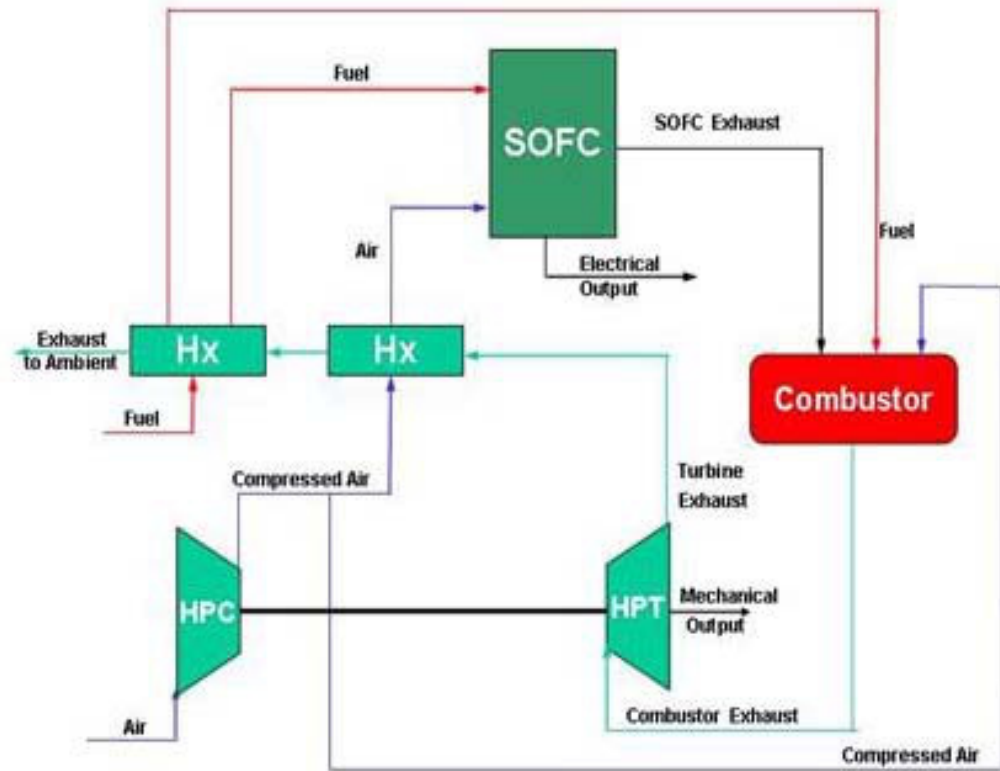 Fuel
SOFC
SOFC Exhaust
Air
Fuel
Electrical
Output
Exhaust
to Ambient
Hx
Hx
Combustor
Fuel
Compressed Air
Turbine
Exhaust
HPC
HPT
Mechanical
Output
Air
Combustor Exhaust
Compressed Air